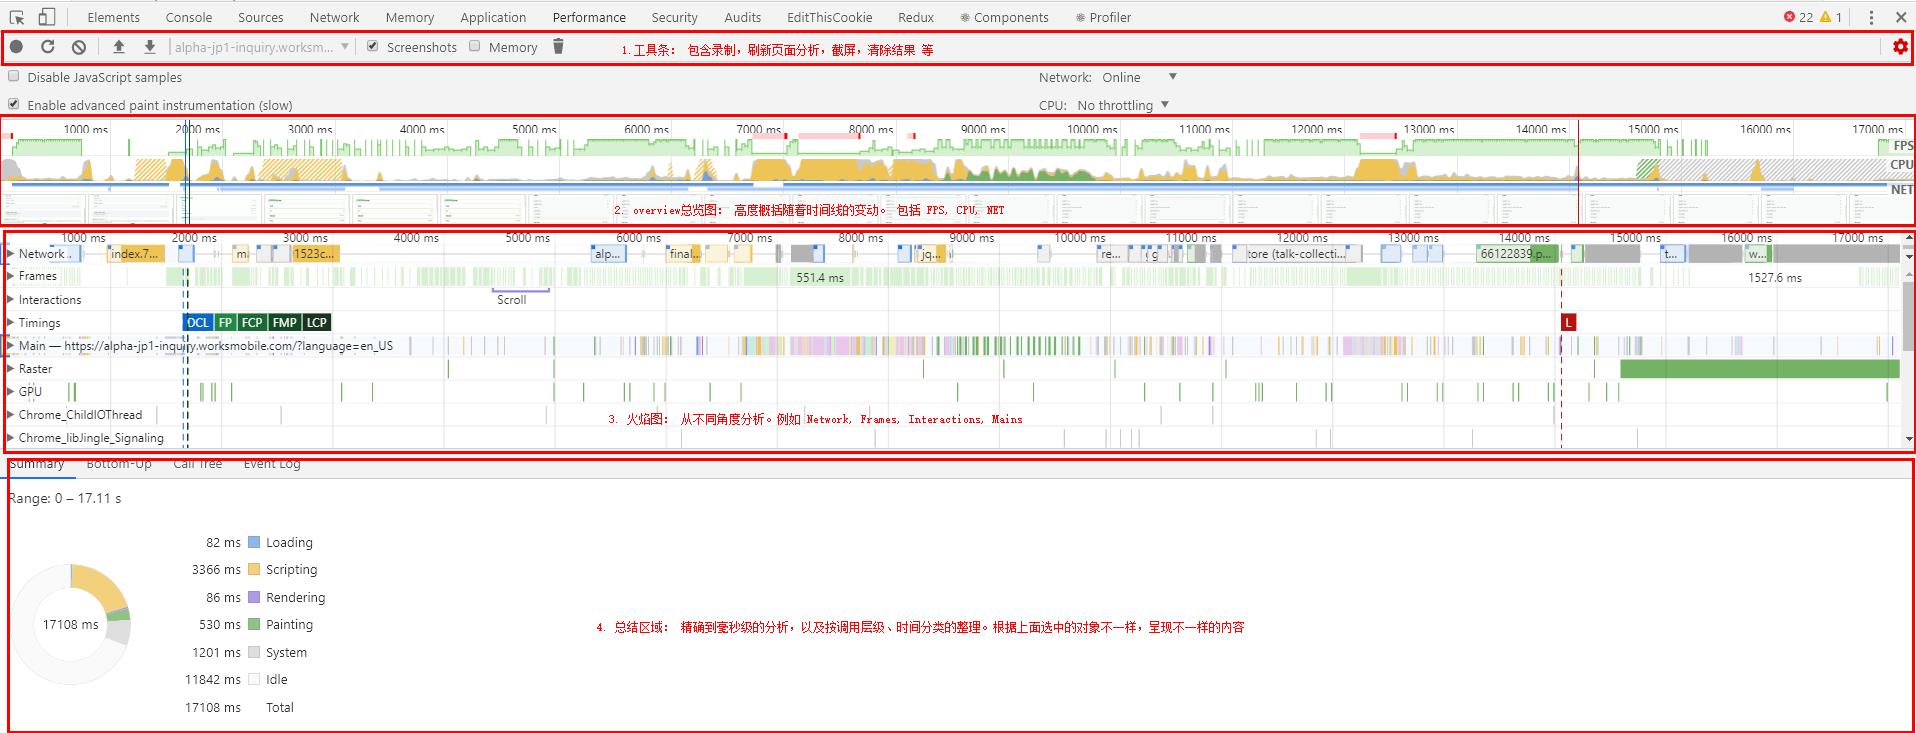 Elements Console Sources Network Memory Application Performance Security Audits EditThisCookie Redux Components Profiler 22 1
alpha-jp1-inquiry.worksm... Screenshots Memory 1.工具条: 包含录制，刷新页面分析，截屏，清除结果 等
Disable JavaScript samples Network: Online
Enable advanced paint instrumentation (slow) CPU: No throttling
1000 ms 2000 ms 3000 ms 4000 ms 5000 ms 6000 ms 7000 ms 8000 ms 9000 ms 10000 ms 11000 ms 12000 ms 13000 ms 14000 ms 15000 ms 16000 ms 17000 ms
FPS
CPU
NET
2. overview总览图: 高度概括随着时间线的变动。 包括 FPS, CPU, NET
1000 ms 2000 ms 3000 ms 4000 ms 5000 ms 6000 ms 7000 ms 8000 ms 9000 ms 10000 ms 11000 ms 12000 ms 13000 ms 14000 ms 15000 ms 16000 ms 17000 ms
Network index.7... m 1523c... alp... final... jq... re... g tore (talk-collecti... 66122839.p... t... w...
Frames 551.4 ms 1527.6 ms
Interactions Scroll
Timings DCL FP FCP FMP LCP L
Main — https://alpha-jp1-inquiry.worksmobile.com/?language=en_US
Raster
GPU
Chrome_ChildIOThread 3. 火焰图: 从不同角度分析。例如 Network, Frames, Interactions, Mains
Chrome_libJingle_Signaling
Summary Bottom-Up Call Tree Event Log
Range: 0 – 17.11 s
82 ms Loading
3366 ms Scripting
86 ms Rendering
17108 ms 530 ms Painting 4. 总结区域: 精确到毫秒级的分析，以及按调用层级、时间分类的整理。根据上面选中的对象不一样，呈现不一样的内容
1201 ms System
11842 ms Idle
17108 ms Total